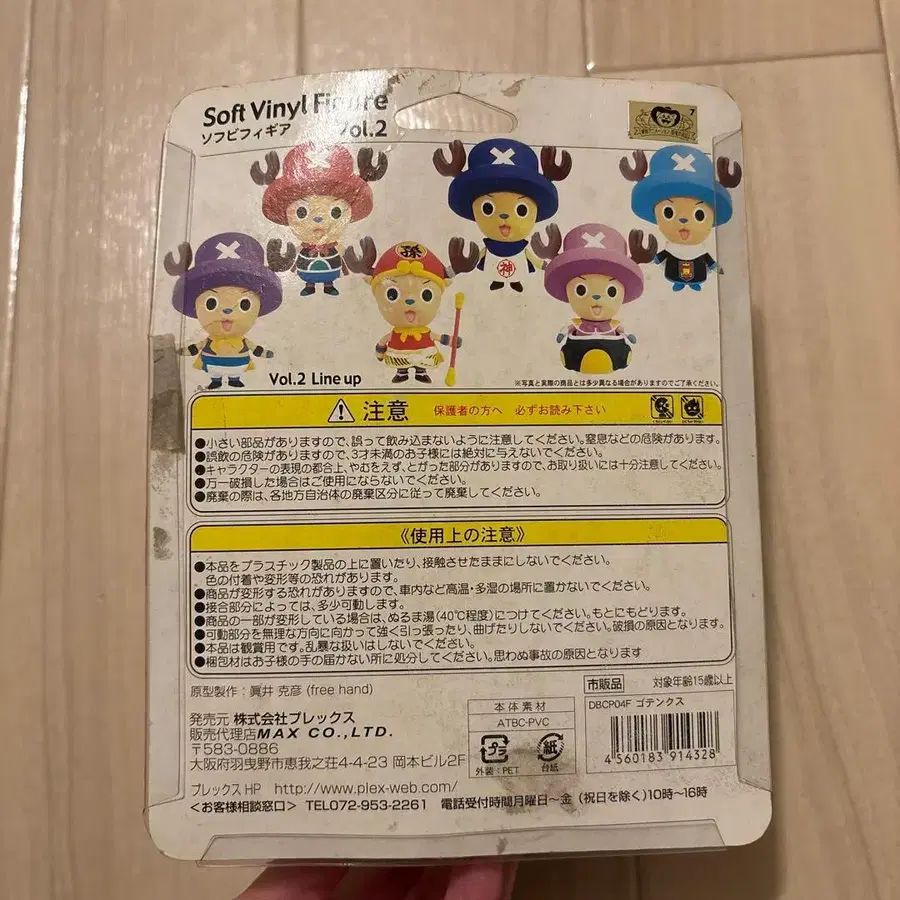 Soft Vinyl Figure
ソフビフィギア Vol.2
7
孫
神
Vol.2 Line up
※写真と実際の商品とは多少異なる場合がありますのでご了承ください。
注意 保護者の方へ 必ずお読み下さい
●小さい部品がありますので、誤って飲み込まないように注意してください。窒息などの危険があります。
●誤飲の危険がありますので、3才未満のお子様には絶対に与えないでください。
●キャラクターの表現の都合上、やむをえず、とがった部分がありますので、お取り扱いには十分注意してください。
●万一破損した場合はご使用にならないでください。
●廃棄の際は、各地方自治体の廃棄区分に従って廃棄してください。
《使用上の注意》
●本品をプラスチック製品の上に置いたり、接触させたままにしないでください。
色の付着や変形等の恐れがあります。
●商品が変形する恐れがありますので、車内など高温・多湿の場所に置かないでください。
●接合部分によっては、多少可動します。
●商品の一部が変形している場合は、ぬるま湯(40℃程度)につけてください。もとにもどります。
●可動部分を無理な方向に向かって強く引っ張ったり、曲げたりしないでください。破損の原因となります。
●本品は観賞用です。乱暴な扱いはしないでください。
●梱包材はお子様の手の届かない所に処分してください。思わぬ事故の原因となります
原型製作：眞井 克彦 (free hand)
発売元 株式会社プレックス
販売代理店MAX CO.,LTD.
〒583-0886
大阪府羽曳野市恵我之荘4-4-23 岡本ビル2F
プレックス HP http://www.plex-web.com/
<お客様相談窓口> TEL072-953-2261 電話受付時間月曜日〜金 (祝日を除く)10時〜16時
本体素材
ATBC-PVC
プラ
外装：PET
紙
台紙
市販品 対象年齢15歳以上
DBCP04F ゴテンクス
4 560183 914328